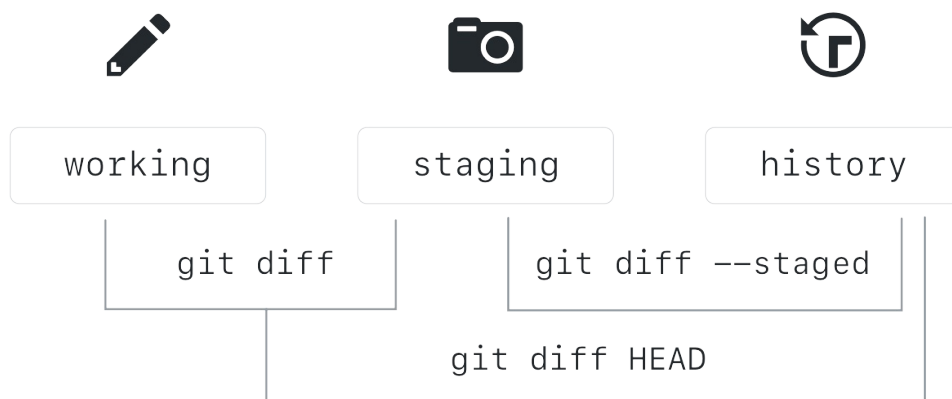 working staging history
git diff git diff --staged
git diff HEAD